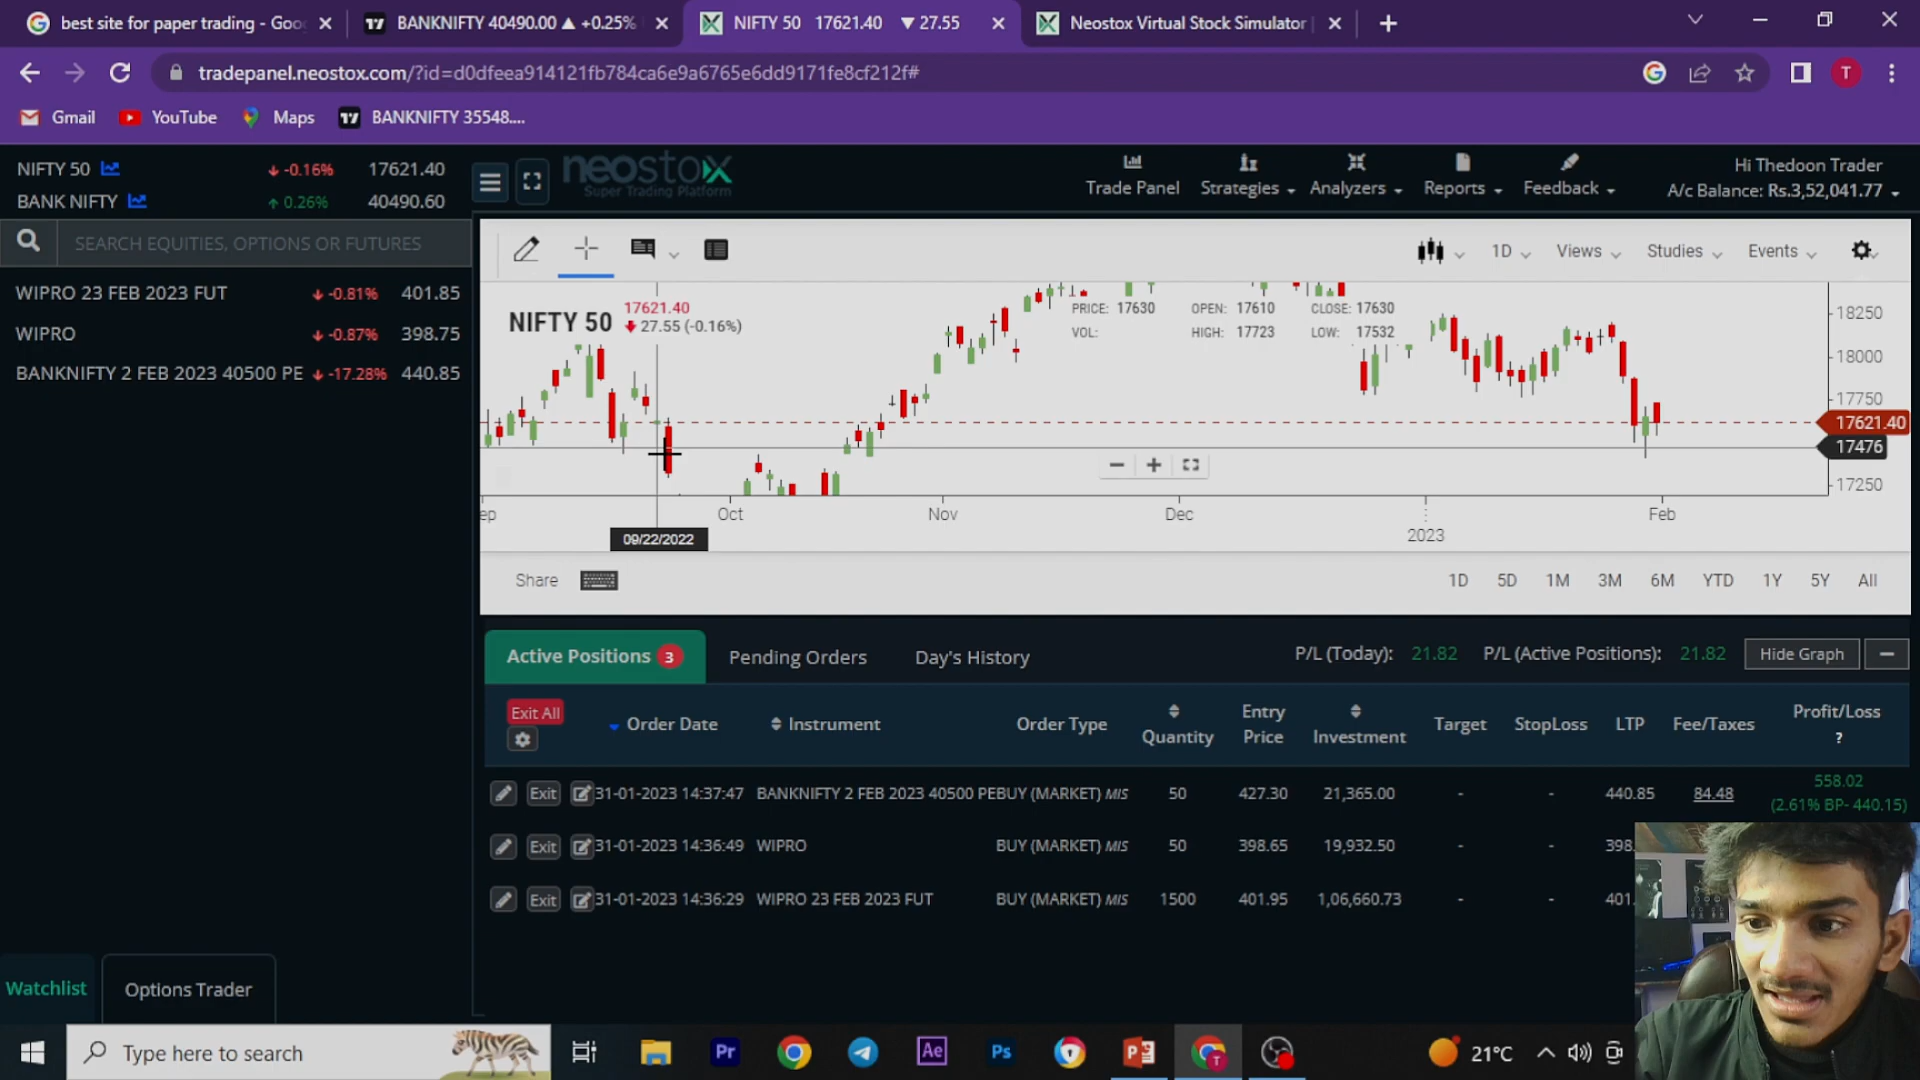 best site for paper trading - Goo
BANKNIFTY 40490.00 ▲ +0.25%
NIFTY 50 17621.40 ▼ 27.55
Neostox Virtual Stock Simulator
tradepanel.neostox.com/?id=d0dfeea914121fb784ca6e9a6765e6dd9171fe8cf212f#
T
Gmail
YouTube
Maps
BANKNIFTY 35548....
NIFTY 50 -0.16% 17621.40
BANK NIFTY 0.26% 40490.60
neostox
Super Trading Platform
Trade Panel
Strategies
Analyzers
Reports
Feedback
Hi Thedoon Trader
A/c Balance: Rs.3,52,041.77
SEARCH EQUITIES, OPTIONS OR FUTURES
WIPRO 23 FEB 2023 FUT -0.81% 401.85
WIPRO -0.87% 398.75
BANKNIFTY 2 FEB 2023 40500 PE -17.28% 440.85
1D Views Studies Events
NIFTY 50
17621.40
27.55 (-0.16%)
PRICE: 17630 OPEN: 17610 CLOSE: 17630
VOL: HIGH: 17723 LOW: 17532
18250
18000
17750
17621.40
17476
17250
ep Oct Nov Dec 2023 Feb
09/22/2022
Share
1D 5D 1M 3M 6M YTD 1Y 5Y All
Active Positions 3
Pending Orders
Day's History
P/L (Today): 21.82
P/L (Active Positions): 21.82
Hide Graph
Exit All
Order Date Instrument Order Type Quantity Entry Price Investment Target StopLoss LTP Fee/Taxes Profit/Loss ?
Exit 31-01-2023 14:37:47 BANKNIFTY 2 FEB 2023 40500 PE BUY (MARKET) MIS 50 427.30 21,365.00 - - 440.85 84.48 558.02
(2.61% BP- 440.15)
Exit 31-01-2023 14:36:49 WIPRO BUY (MARKET) MIS 50 398.65 19,932.50 - - 398.
Exit 31-01-2023 14:36:29 WIPRO 23 FEB 2023 FUT BUY (MARKET) MIS 1500 401.95 1,06,660.73 - - 401.
Watchlist
Options Trader
Type here to search
Pr
Ae
Ps
21°C